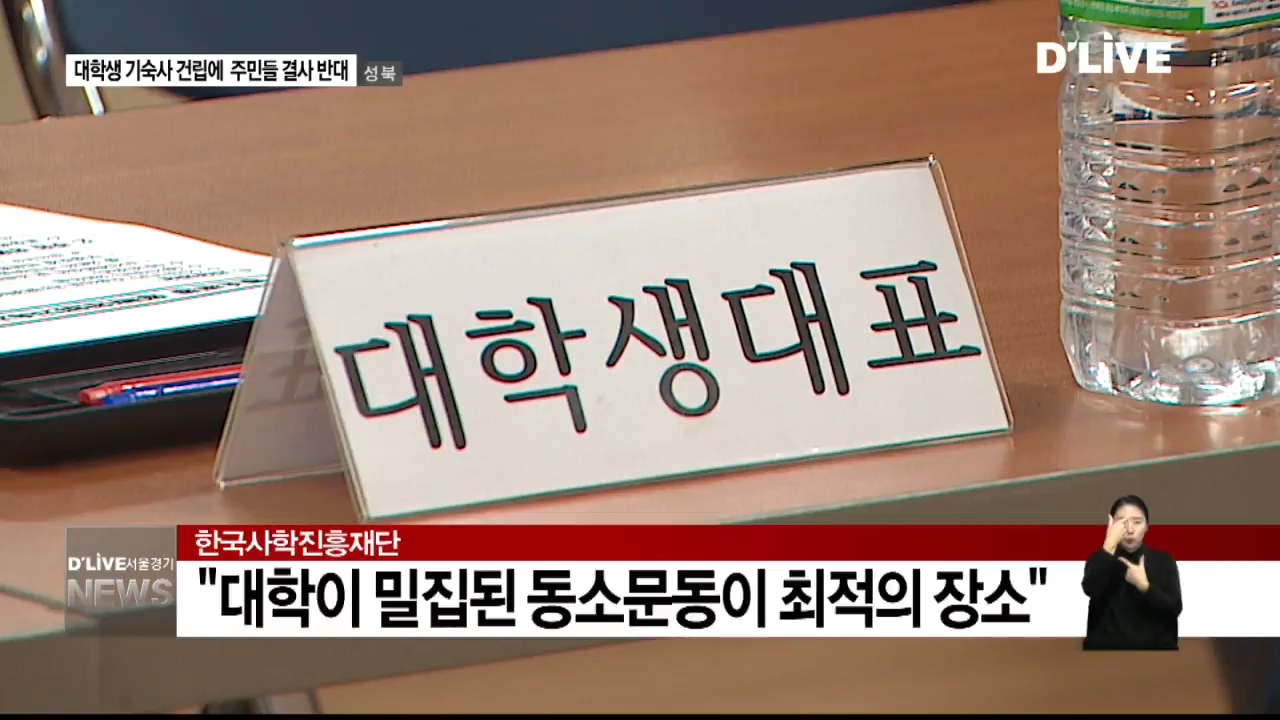 대학생 기숙사 건립에 주민들 결사 반대 성북
D'LIVE
대학생대표
D'LIVE서울경기
NEWS
한국사학진흥재단
"대학이 밀집된 동소문동이 최적의 장소"